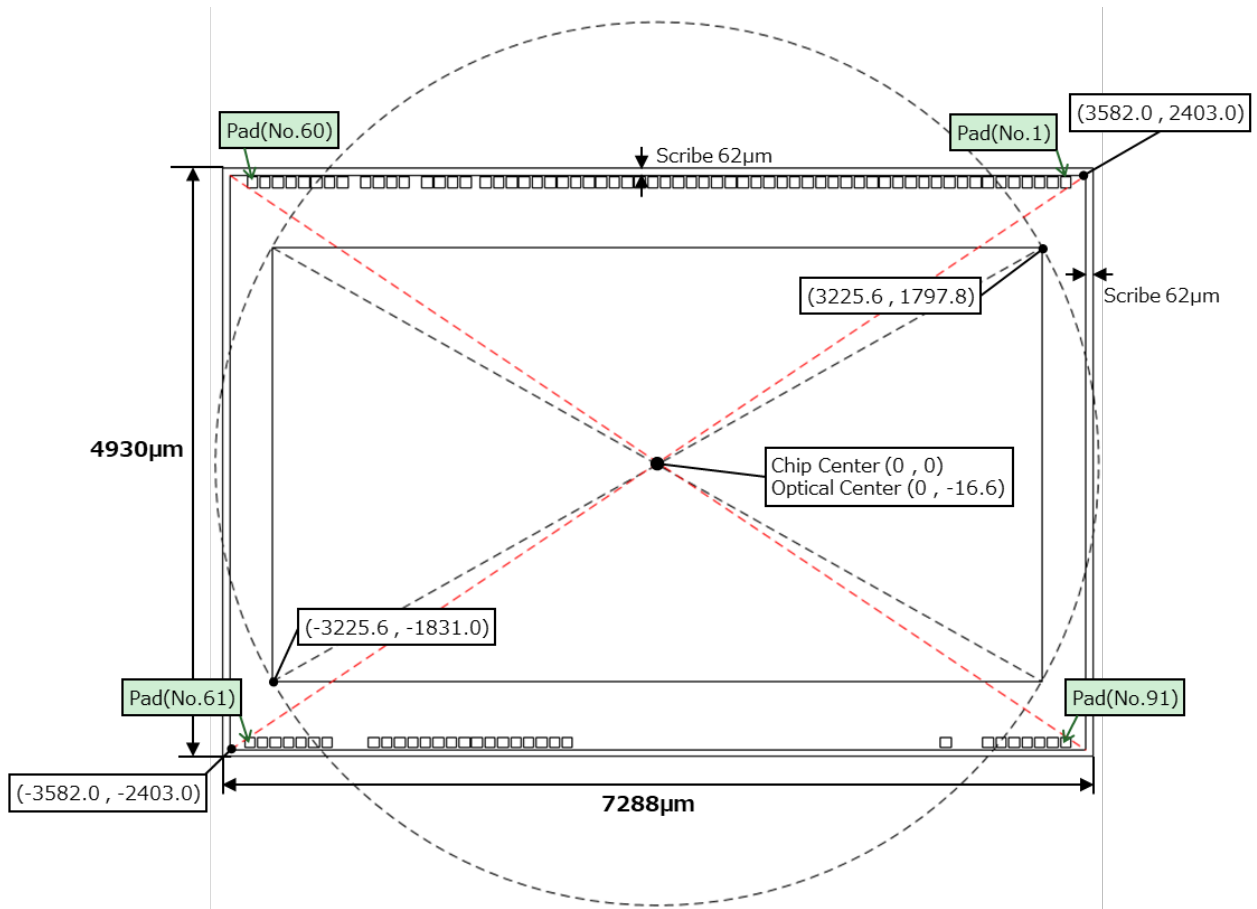 Pad(No.60)
Pad(No.1)
(3582.0 , 2403.0)
Scribe 62µm
(3225.6 , 1797.8)
Scribe 62µm
4930µm
Chip Center (0 , 0)
Optical Center (0 , -16.6)
(-3225.6 , -1831.0)
Pad(No.61)
Pad(No.91)
(-3582.0 , -2403.0)
7288µm